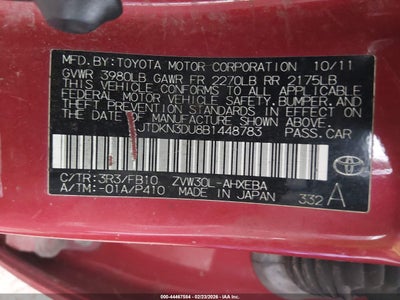 MFD. BY: TOYOTA MOTOR CORPORATION 10/11
GVWR 3980LB GAWR FR 2270LB RR 2175LB
THIS VEHICLE CONFORMS TO ALL APPLICABLE
FEDERAL MOTOR VEHICLE SAFETY, BUMPER, AND
THEFT PREVENTION STANDARDS IN EFFECT ON
THE DATE OF MANUFACTURE SHOWN ABOVE.
JTDKN3DU8B1448783 PASS. CAR
C/TR: 3R3/FB10 ZVW30L-AHXEBA
A/TM: -01A/P410 MADE IN JAPAN 332 A
TOYOTA
000-44467584 - 02/23/2026 - IAAI.COM